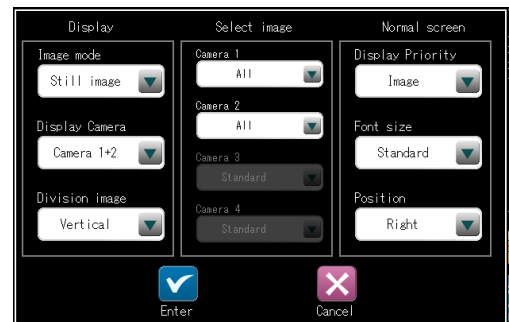 Display
Image mode
Still image
Display Camera
Camera 1+2
Division image
Vertical
Select image
Camera 1
All
Camera 2
All
Camera 3
Standard
Camera 4
Standard
Normal screen
Display Priority
Image
Font size
Standard
Position
Right
Enter
Cancel